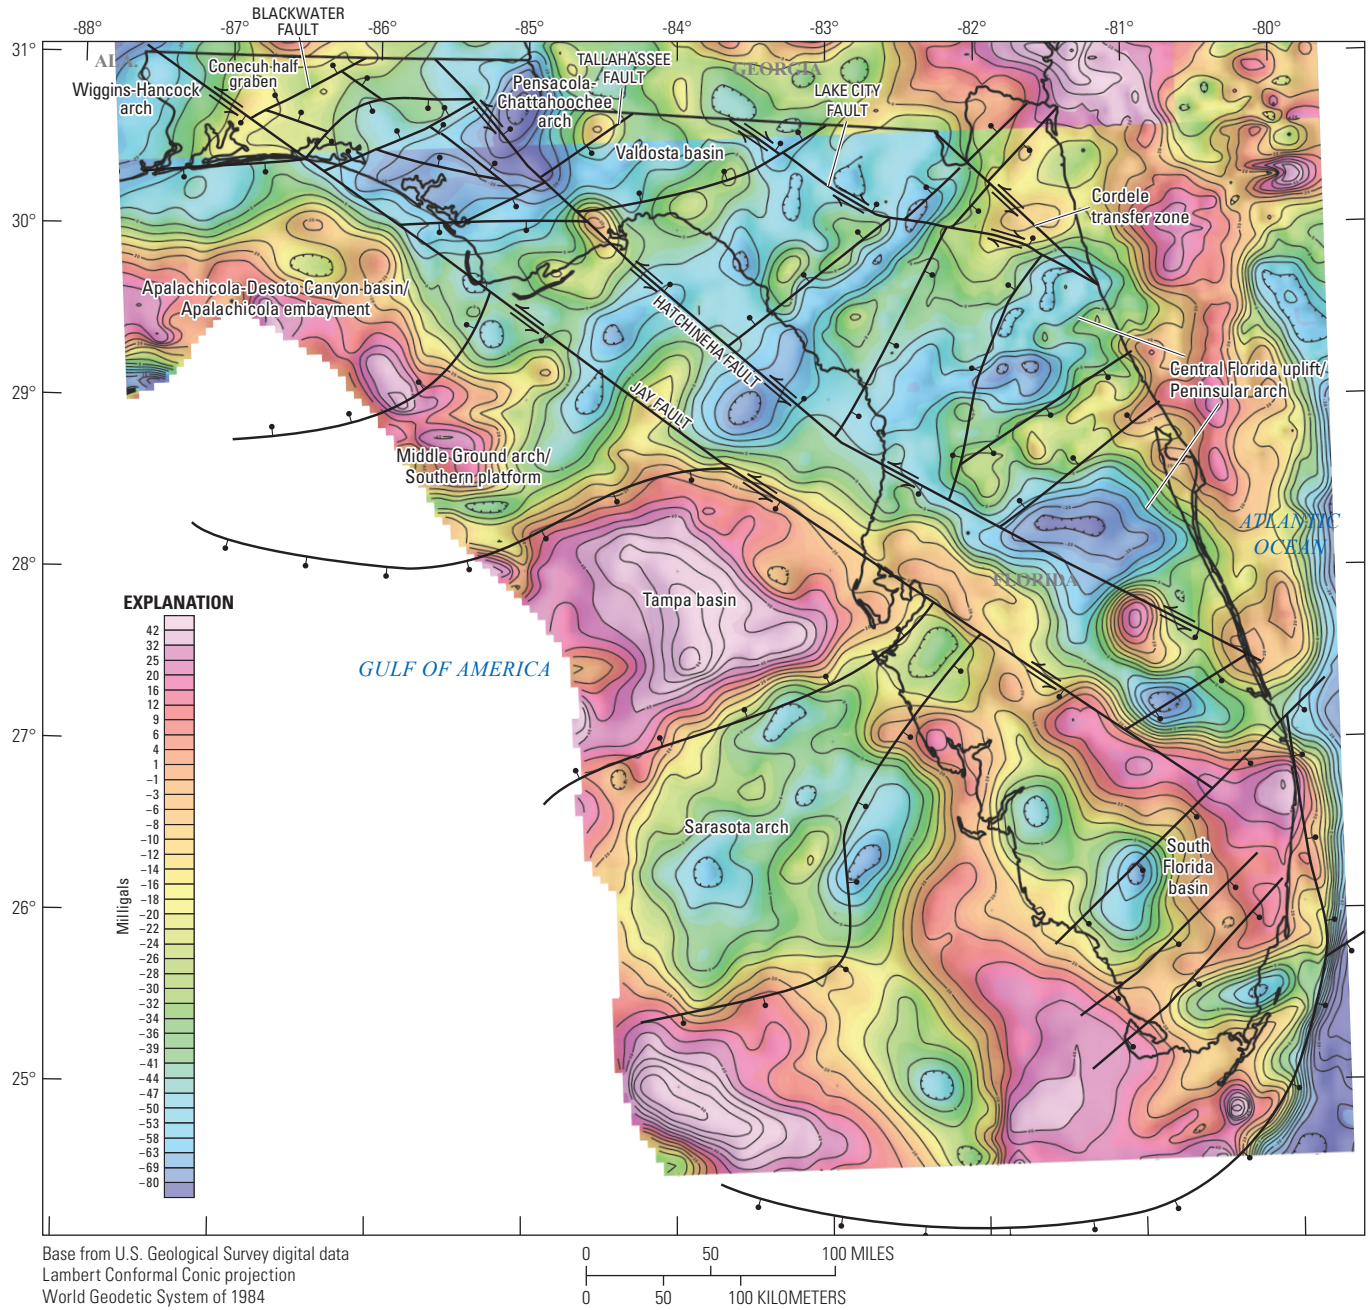 BLACKWATER
FAULT
-88° -87° -86° -85° -84° -83° -82° -81° -80°
31°
30°
29°
28°
27°
26°
25°
ALA.
GEORGIA
Wiggins-Hancock
arch
Conecuh half-
graben
Pensacola-
Chattahoochee
arch
TALLAHASSEE
FAULT
LAKE CITY
FAULT
Valdosta basin
Cordele
transfer zone
Apalachicola-Desoto Canyon basin/
Apalachicola embayment
HATCHINEHA FAULT
JAY FAULT
Central Florida uplift/
Peninsular arch
Middle Ground arch/
Southern platform
ATLANTIC
OCEAN
FLORIDA
Tampa basin
GULF OF AMERICA
Sarasota arch
South
Florida
basin
EXPLANATION
Milligals
42
32
25
20
16
12
9
6
4
1
−1
−3
−6
−8
−10
−12
−14
−16
−18
−20
−22
−24
−26
−28
−30
−32
−34
−36
−39
−41
−44
−47
−50
−53
−58
−63
−69
−80
Base from U.S. Geological Survey digital data
Lambert Conformal Conic projection
World Geodetic System of 1984
0 50 100 MILES
0 50 100 KILOMETERS